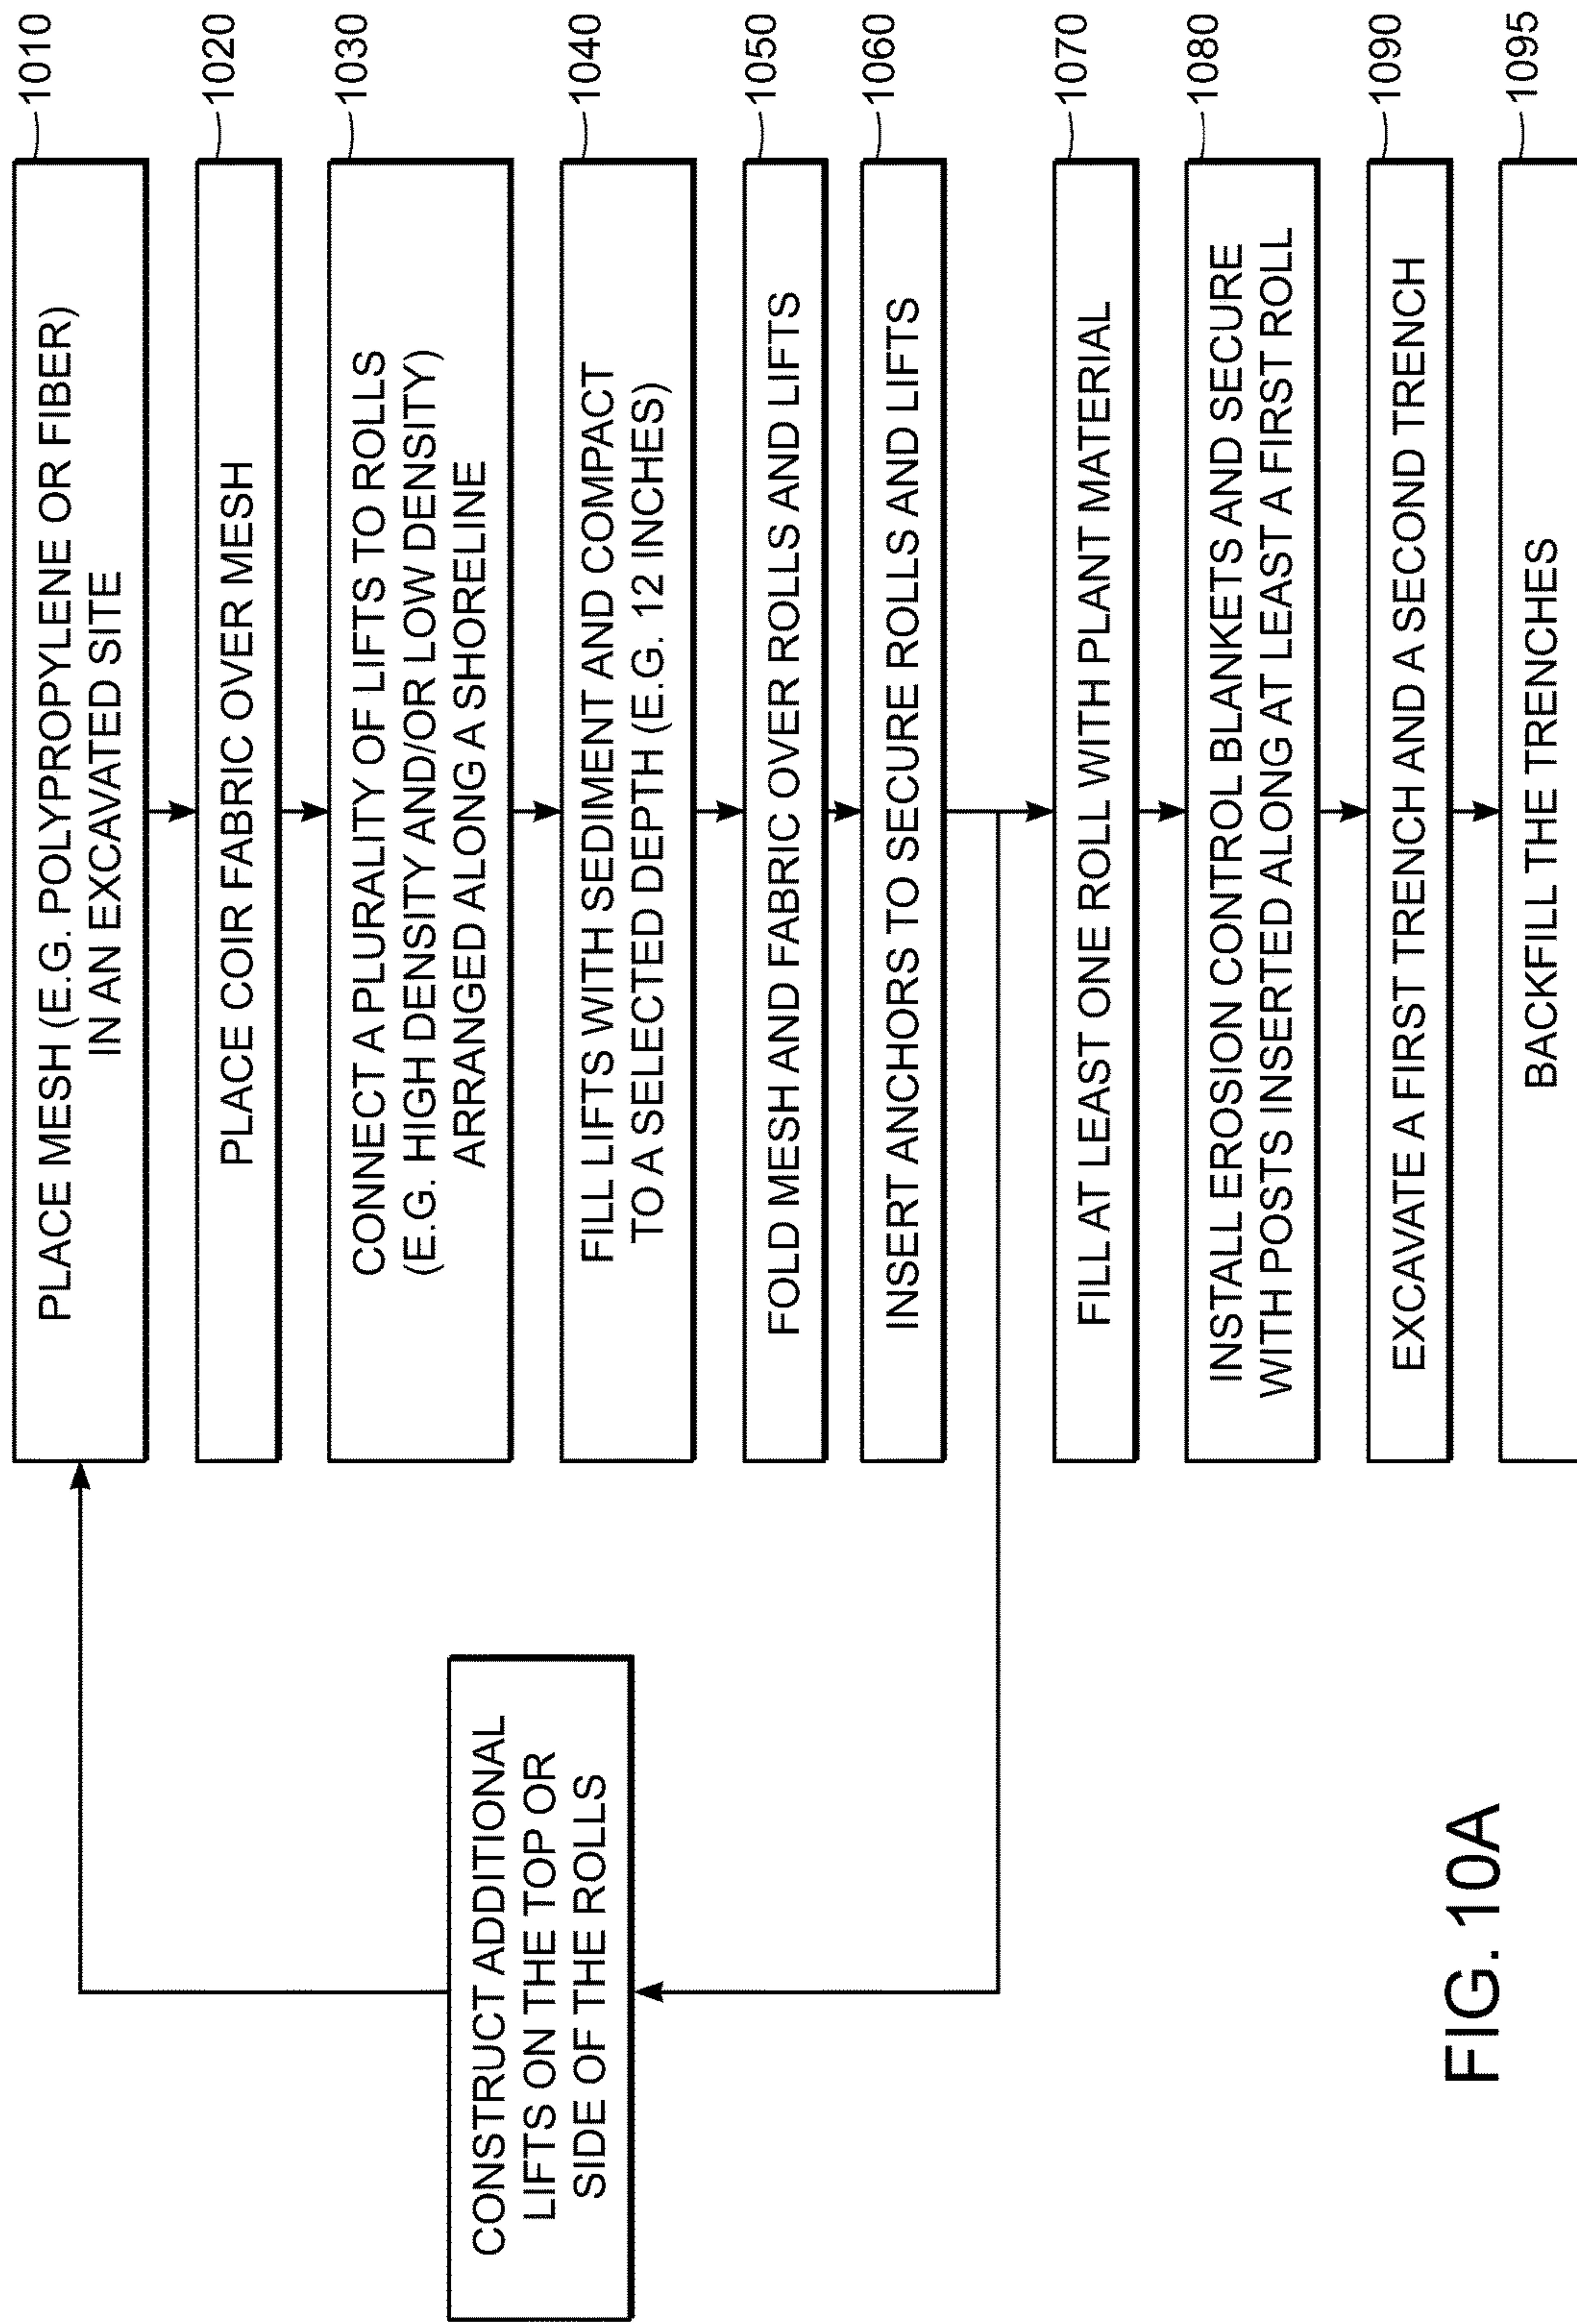 PLACE MESH (E.G. POLYPROPYLENE OR FIBER)
IN AN EXCAVATED SITE
1010
PLACE COIR FABRIC OVER MESH
1020
CONNECT A PLURALITY OF LIFTS TO ROLLS
(E.G. HIGH DENSITY AND/OR LOW DENSITY)
ARRANGED ALONG A SHORELINE
1030
FILL LIFTS WITH SEDIMENT AND COMPACT
TO A SELECTED DEPTH (E.G. 12 INCHES)
1040
FOLD MESH AND FABRIC OVER ROLLS AND LIFTS
1050
INSERT ANCHORS TO SECURE ROLLS AND LIFTS
1060
CONSTRUCT ADDITIONAL
LIFTS ON THE TOP OR
SIDE OF THE ROLLS
FILL AT LEAST ONE ROLL WITH PLANT MATERIAL
1070
INSTALL EROSION CONTROL BLANKETS AND SECURE
WITH POSTS INSERTED ALONG AT LEAST A FIRST ROLL
1080
EXCAVATE A FIRST TRENCH AND A SECOND TRENCH
1090
BACKFILL THE TRENCHES
1095
FIG. 10A